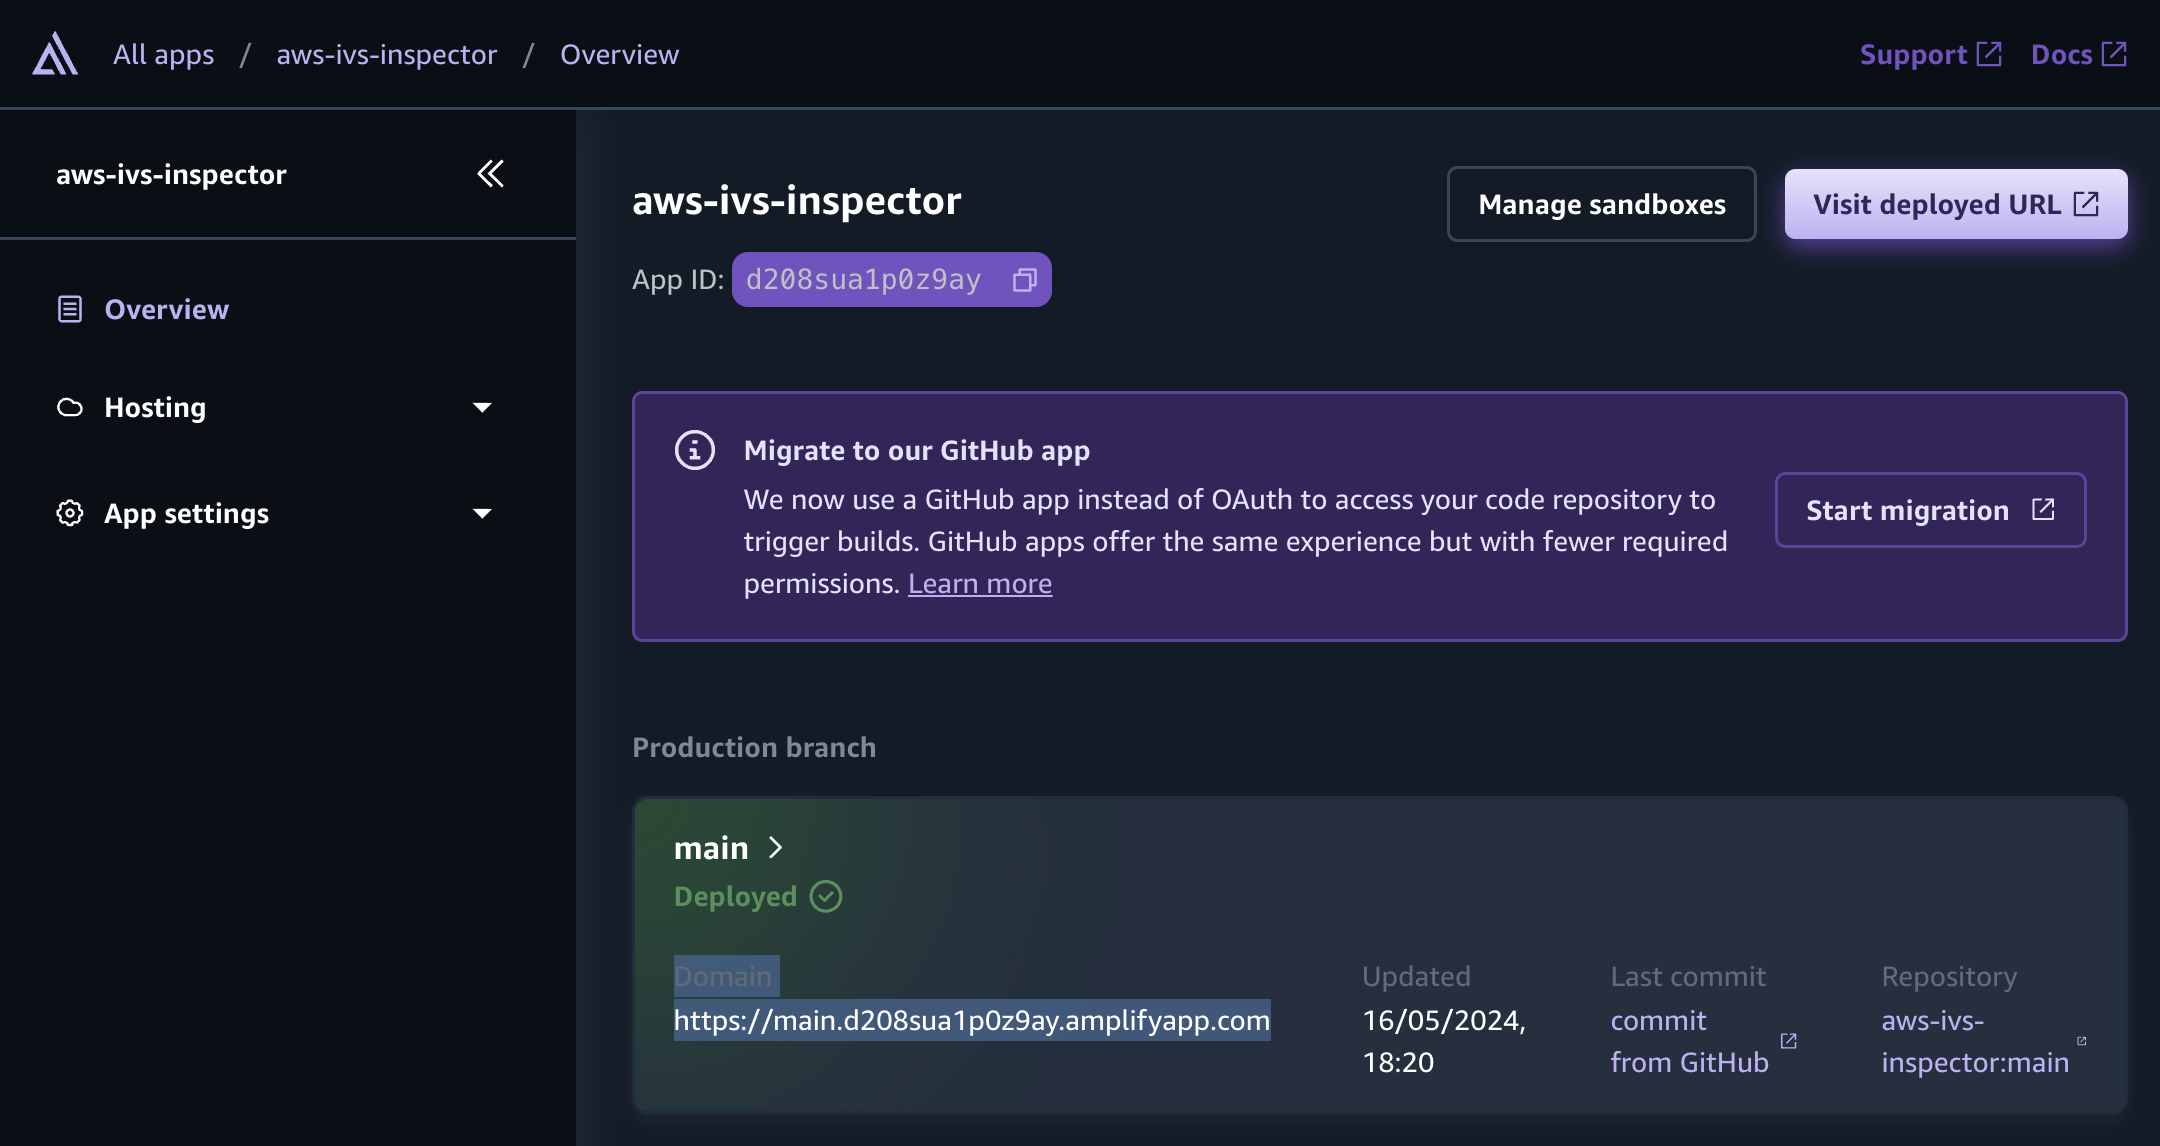 All apps / aws-ivs-inspector / Overview
Support Docs
aws-ivs-inspector
Overview
Hosting
App settings
aws-ivs-inspector
Manage sandboxes
Visit deployed URL
App ID: d208sua1p0z9ay
Migrate to our GitHub app
We now use a GitHub app instead of OAuth to access your code repository to
trigger builds. GitHub apps offer the same experience but with fewer required
permissions. Learn more
Start migration
Production branch
main
Deployed
Domain
https://main.d208sua1p0z9ay.amplifyapp.com
Updated
16/05/2024,
18:20
Last commit
commit
from GitHub
Repository
aws-ivs-
inspector:main